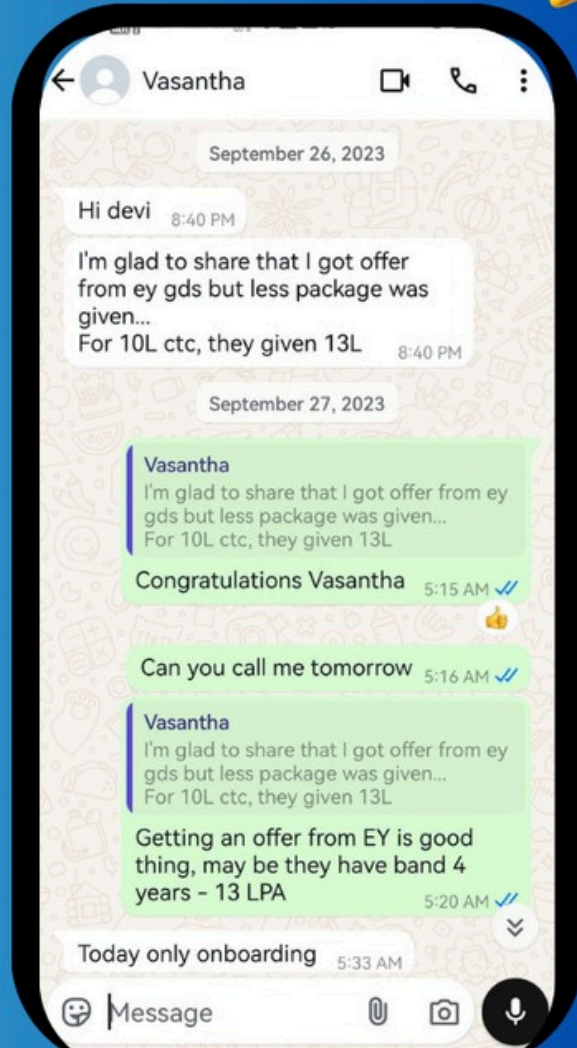 Vasantha
September 26, 2023
Hi devi 8:40 PM
I'm glad to share that I got offer
from ey gds but less package was
given...
For 10L ctc, they given 13L 8:40 PM
September 27, 2023
Vasantha
I'm glad to share that I got offer from ey
gds but less package was given...
For 10L ctc, they given 13L
Congratulations Vasantha 5:15 AM
Can you call me tomorrow 5:16 AM
Vasantha
I'm glad to share that I got offer from ey
gds but less package was given...
For 10L ctc, they given 13L
Getting an offer from EY is good
thing, may be they have band 4
years - 13 LPA 5:20 AM
Today only onboarding 5:33 AM
Message